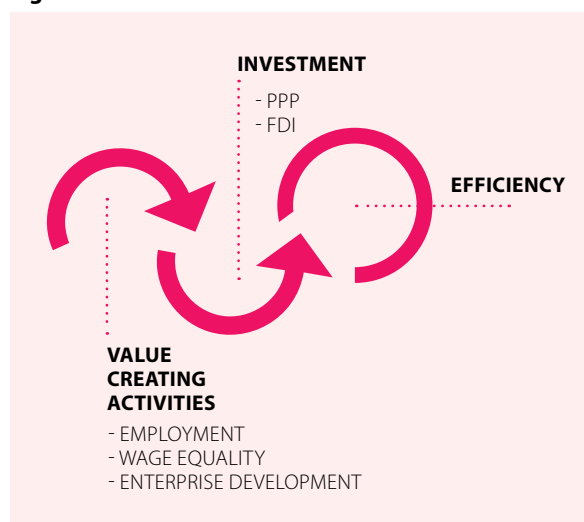 INVESTMENT
- PPP
- FDI
EFFICIENCY
VALUE
CREATING
ACTIVITIES
- EMPLOYMENT
- WAGE EQUALITY
- ENTERPRISE DEVELOPMENT